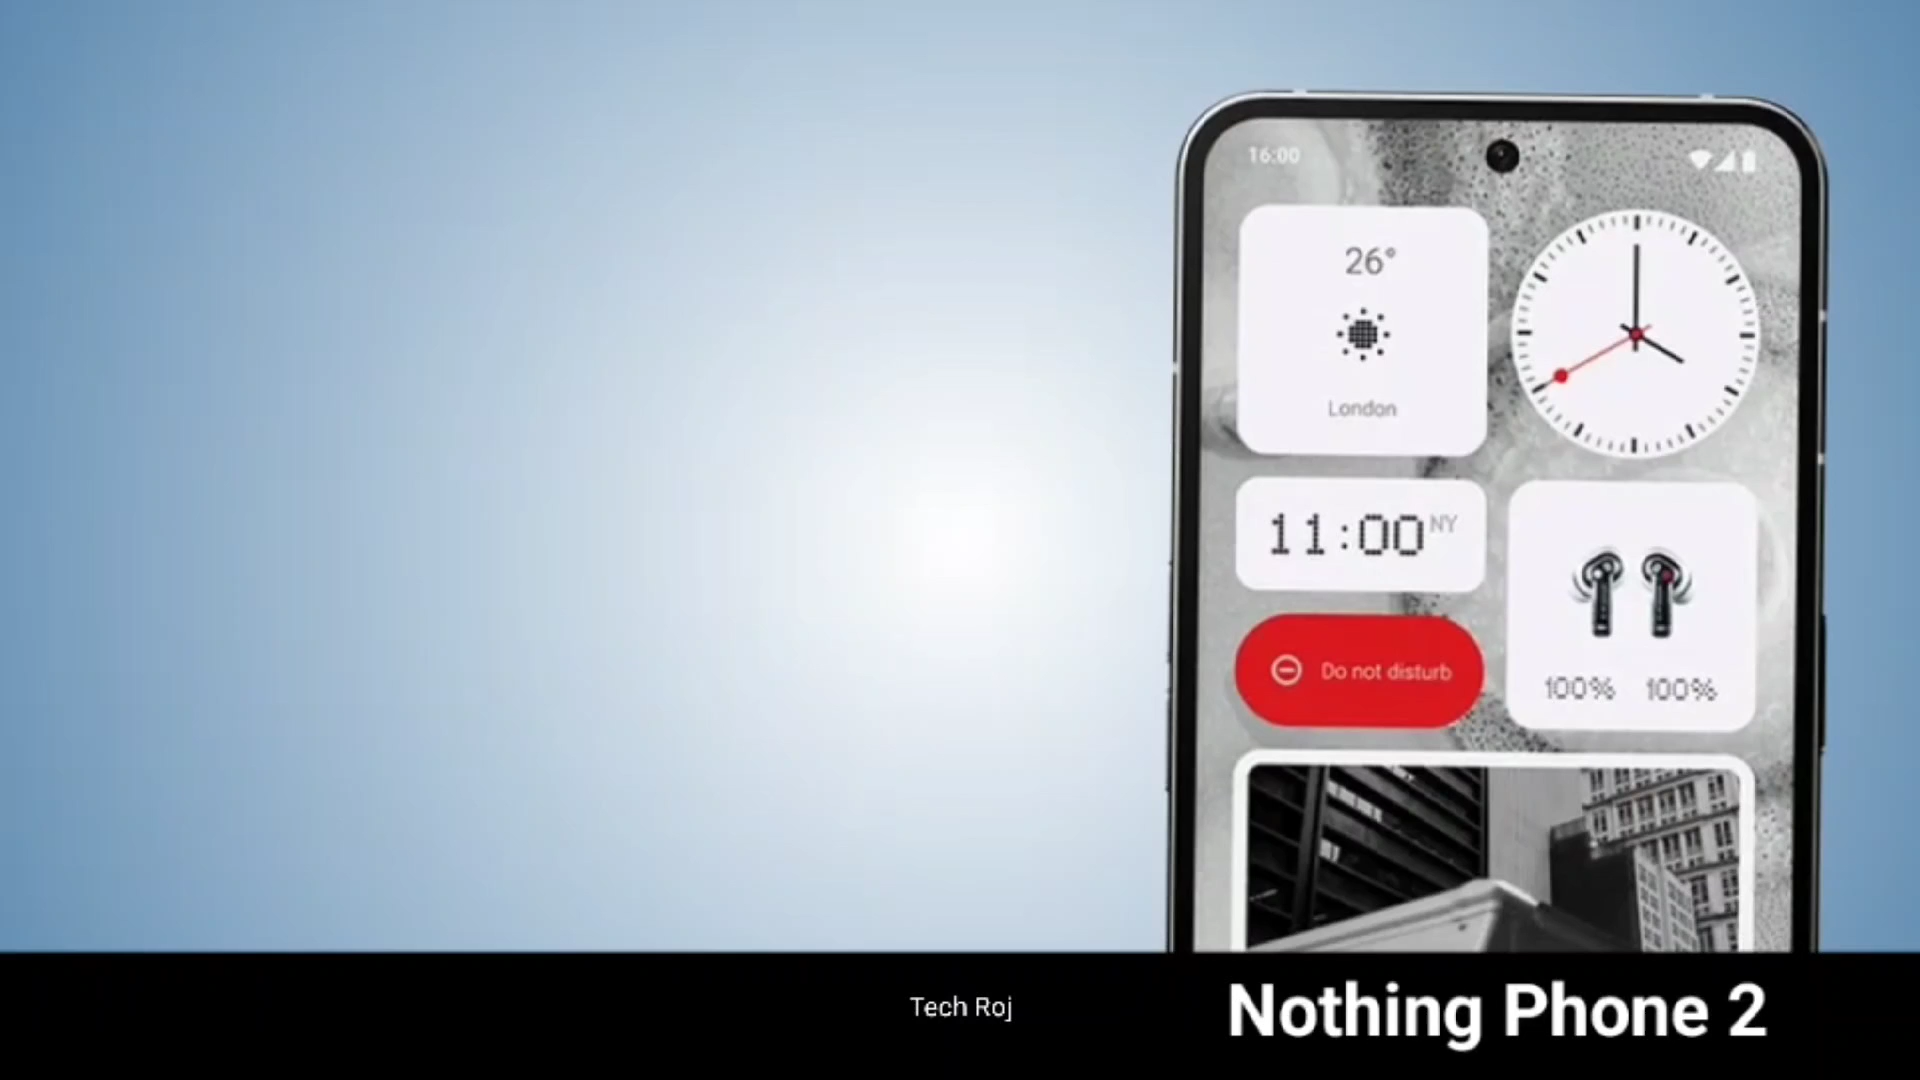 16:00
26°
London
11:00 NY
Do not disturb
100% 100%
Tech Roj
Nothing Phone 2